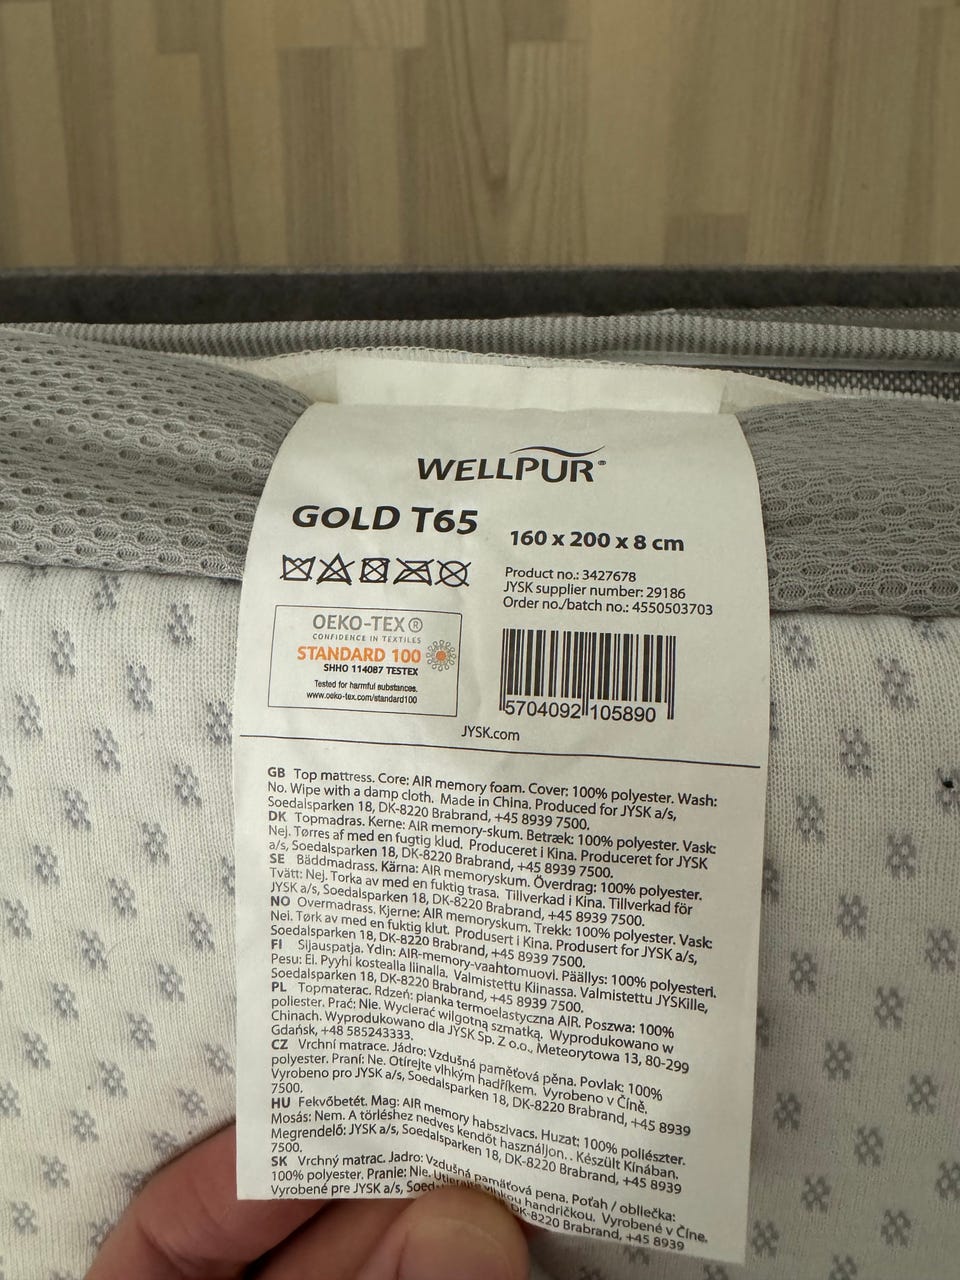 WELLPUR®
GOLD T65
160 x 200 x 8 cm
Product no.: 3427678
JYSK supplier number: 29186
Order no./batch no.: 4550503703
OEKO-TEX®
CONFIDENCE IN TEXTILES
STANDARD 100
SHHO 114087 TESTEX
Tested for harmful substances.
www.oeko-tex.com/standard100
5704092 105890
JYSK.com
GB Top mattress. Core: AIR memory foam. Cover: 100% polyester. Wash:
No. Wipe with a damp cloth. Made in China. Produced for JYSK a/s,
Soedalsparken 18, DK-8220 Brabrand, +45 8939 7500.
DK Topmadras. Kerne: AIR memory-skum. Betræk: 100% polyester. Vask:
Nej. Tørres af med en fugtig klud. Produceret i Kina. Produceret for JYSK
a/s, Soedalsparken 18, DK-8220 Brabrand, +45 8939 7500.
SE Bäddmadrass. Kärna: AIR memoryskum. Överdrag: 100% polyester.
Tvätt: Nej. Torka av med en fuktig trasa. Tillverkad i Kina. Tillverkad för
JYSK a/s, Soedalsparken 18, DK-8220 Brabrand, +45 8939 7500.
NO Overmadrass. Kjerne: AIR memoryskum. Trekk: 100% polyester. Vask:
Nei. Tørk av med en fuktig klut. Produsert i Kina. Produsert for JYSK a/s,
Soedalsparken 18, DK-8220 Brabrand, +45 8939 7500.
FI Sijauspatja. Ydin: AIR-memory-vaahtomuovi. Päällys: 100% polyesteri.
Pesu: Ei. Pyyhi kostealla liinalla. Valmistettu Kiinassa. Valmistettu JYSKille,
Soedalsparken 18, DK-8220 Brabrand, +45 8939 7500.
PL Topmaterac. Rdzeń: pianka termoelastyczna AIR. Poszwa: 100%
poliester. Prać: Nie. Wycierać wilgotną szmatką. Wyprodukowano w
Chinach. Wyprodukowano dla JYSK Sp. Z o.o., Meteorytowa 13, 80-299
Gdańsk, +48 585243333.
CZ Vrchní matrace. Jádro: Vzdušná paměťová pěna. Povlak: 100%
polyester. Praní: Ne. Otírejte vlhkým hadříkem. Vyrobeno v Číně.
Vyrobeno pro JYSK a/s, Soedalsparken 18, DK-8220 Brabrand, +45 8939
7500.
HU Fekvőbetét. Mag: AIR memory habszivacs. Huzat: 100% poliészter.
Mosás: Nem. A törléshez nedves kendőt használjon.. Készült Kínában.
Megrendelő: JYSK a/s, Soedalsparken 18, DK-8220 Brabrand, +45 8939
7500.
SK Vrchný matrac. Jadro: Vzdušná pamäťová pena. Poťah / obliečka:
100% polyester. Pranie: Nie. Utierajte vlhkou handričkou. Vyrobené v Číne.
Vyrobené pre JYSK a/s, DK-8220 Brabrand, +45 8939